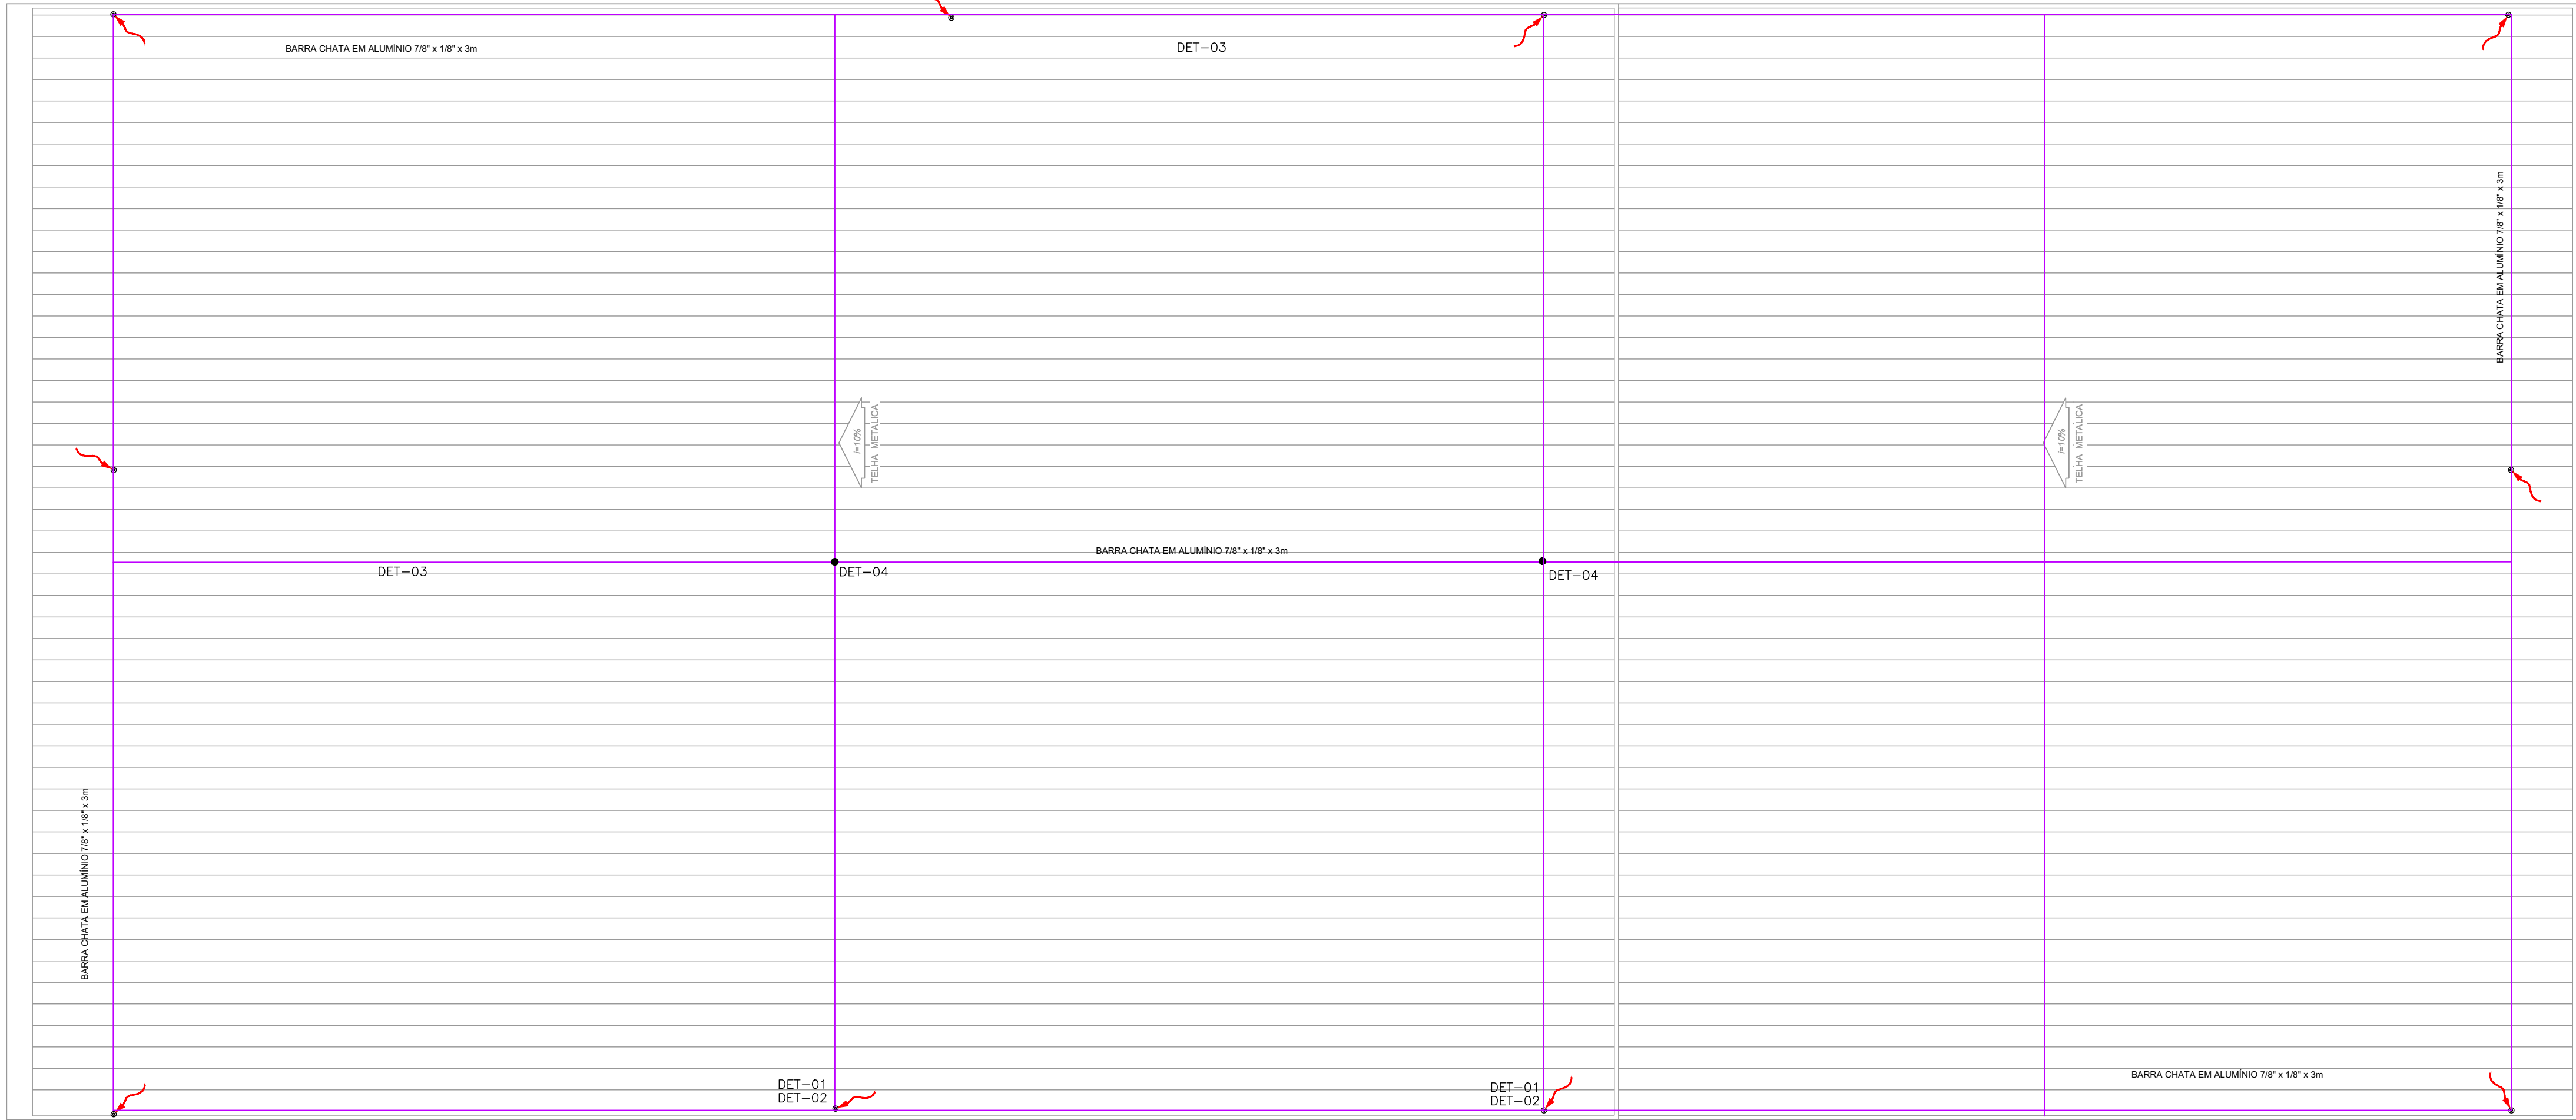 BARRA CHATA EM ALUMÍNIO 7/8" x 1/8" x 3m
DET-03
BARRA CHATA EM ALUMÍNIO 7/8" x 1/8" x 3m
i=10%
TELHA METALICA
i=10%
TELHA METALICA
BARRA CHATA EM ALUMÍNIO 7/8" x 1/8" x 3m
DET-03
DET-04
DET-04
BARRA CHATA EM ALUMÍNIO 7/8" x 1/8" x 3m
DET-01
DET-02
DET-01
DET-02
BARRA CHATA EM ALUMÍNIO 7/8" x 1/8" x 3m